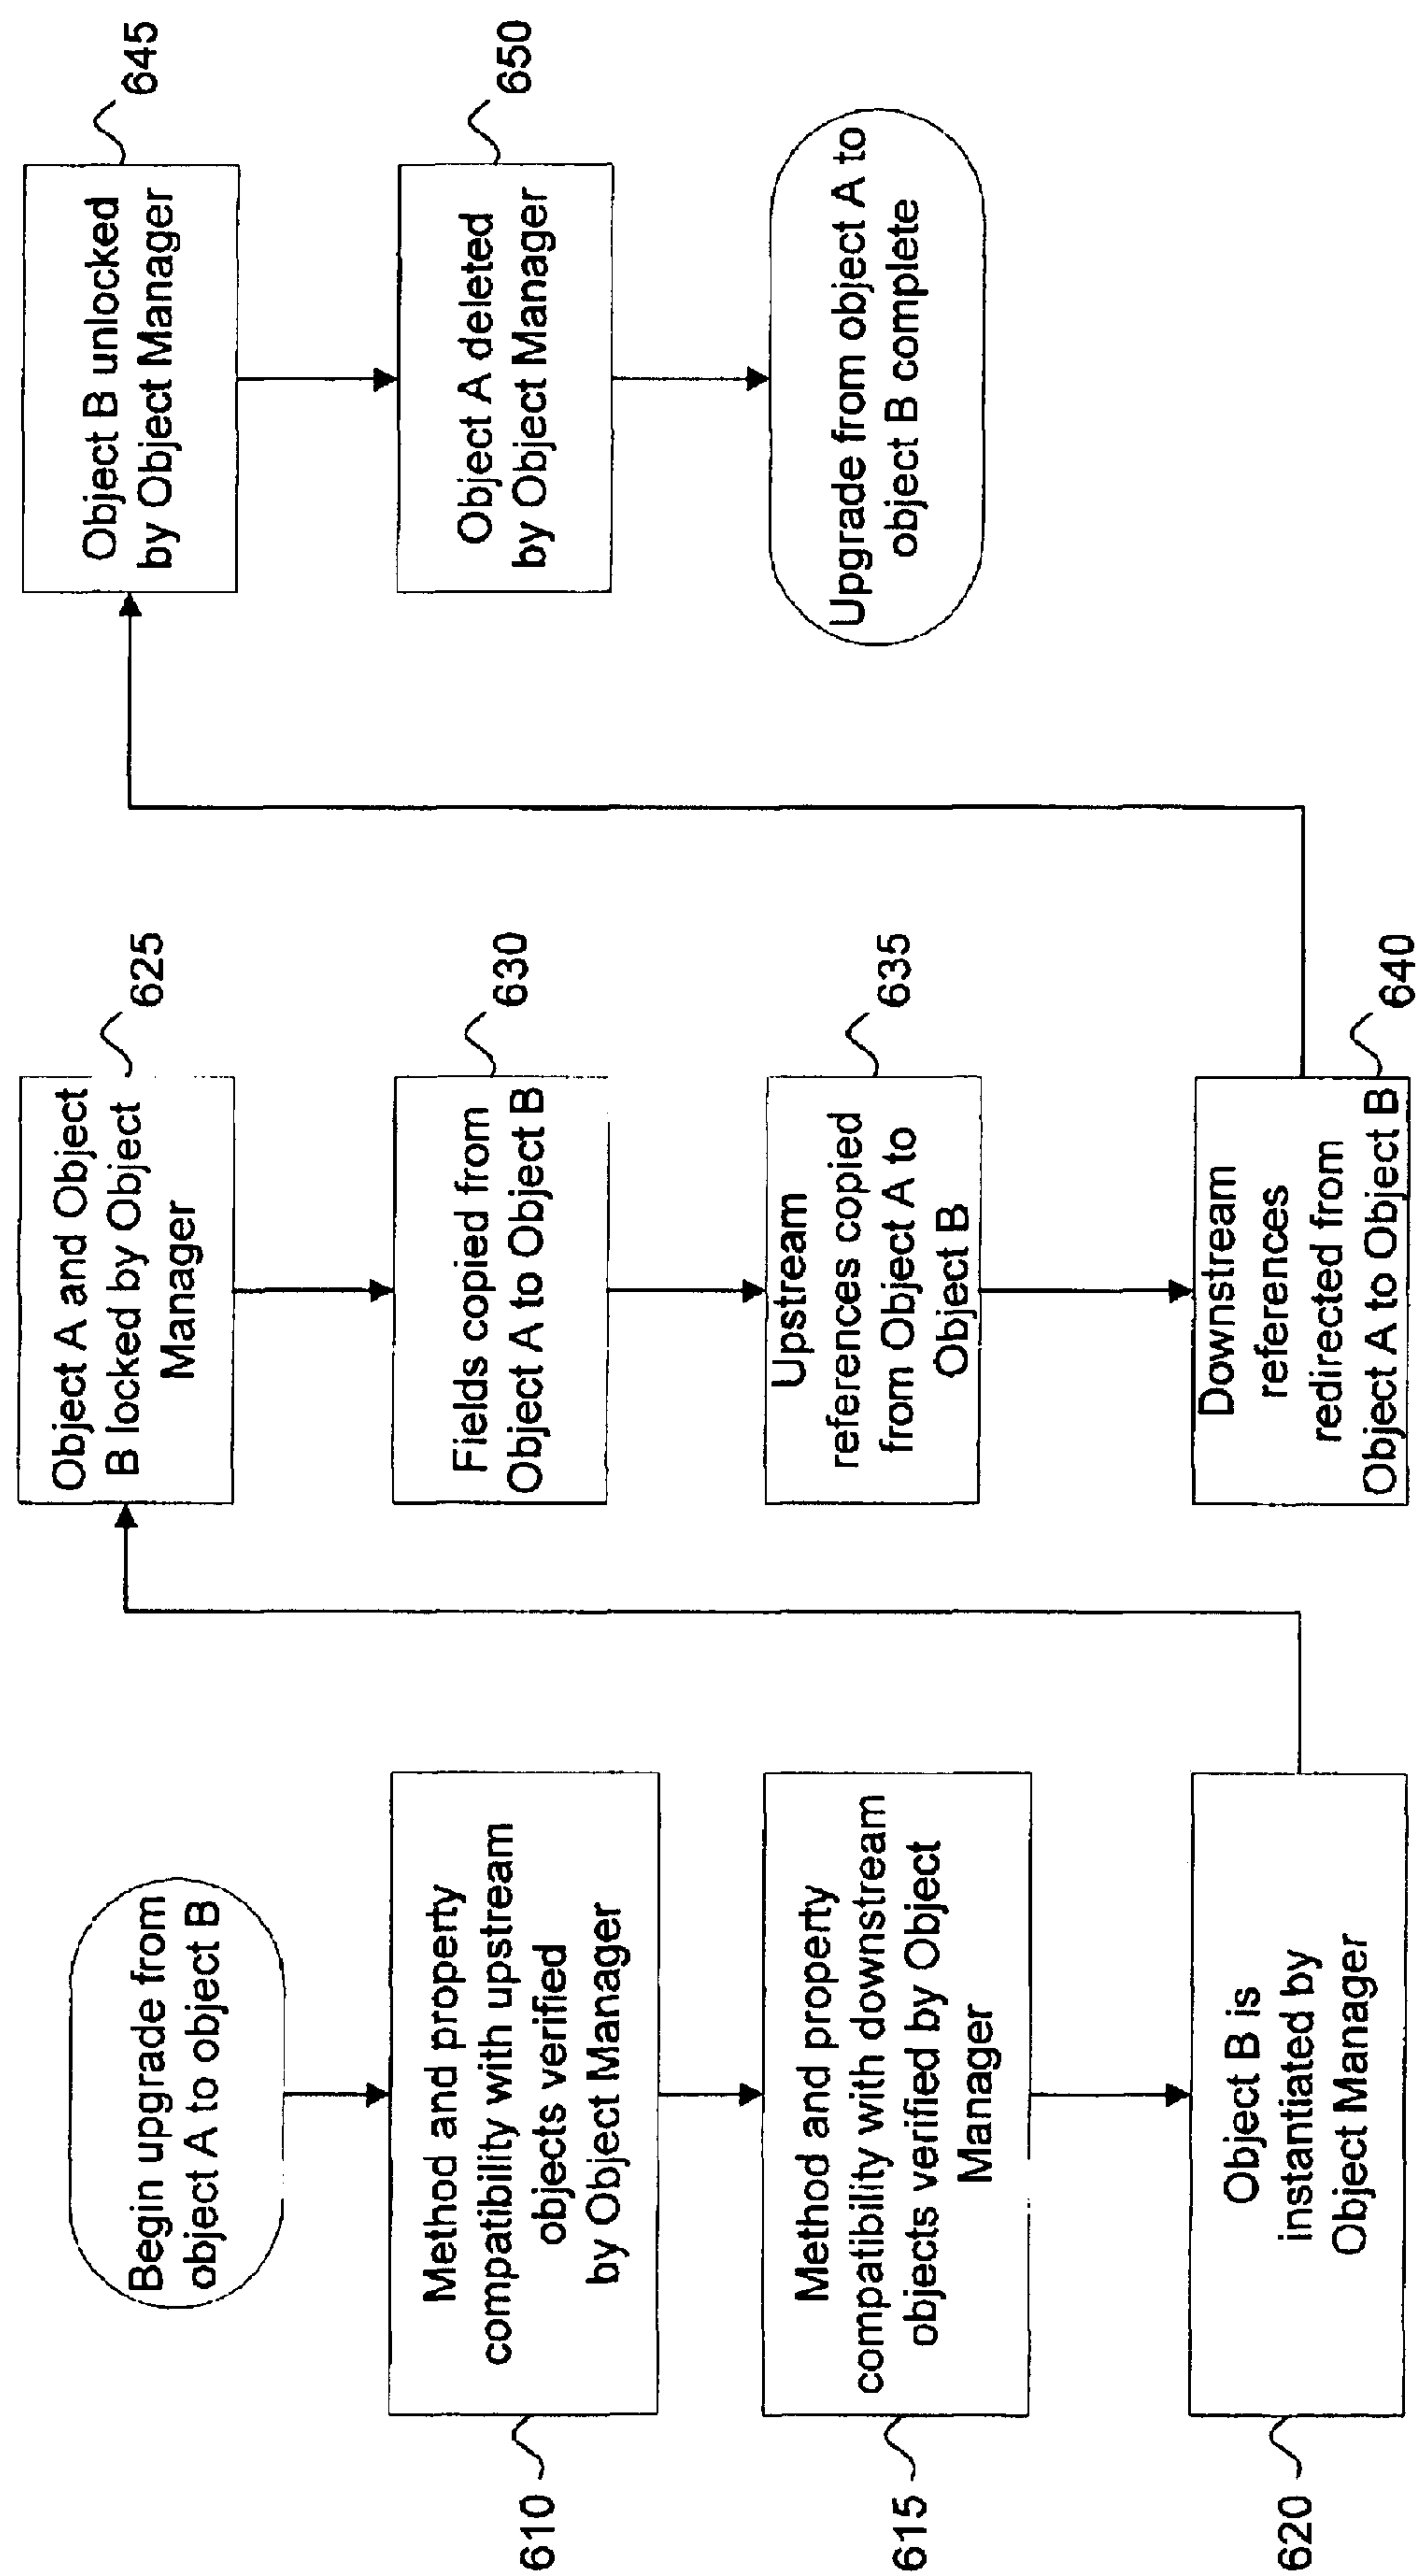 Begin upgrade from
object A to object B
Method and property
compatibility with upstream
objects verified
by Object Manager
610
Method and property
compatibility with downstream
objects verified by Object
Manager
615
Object B is
instantiated by
Object Manager
620
Object A and Object
B locked by Object
Manager
625
Fields copied from
Object A to Object B
630
Upstream
references copied
from Object A to
Object B
635
Downstream
references
redirected from
Object A to Object B
640
Object B unlocked
by Object Manager
645
Object A deleted
by Object Manager
650
Upgrade from object A to
object B complete